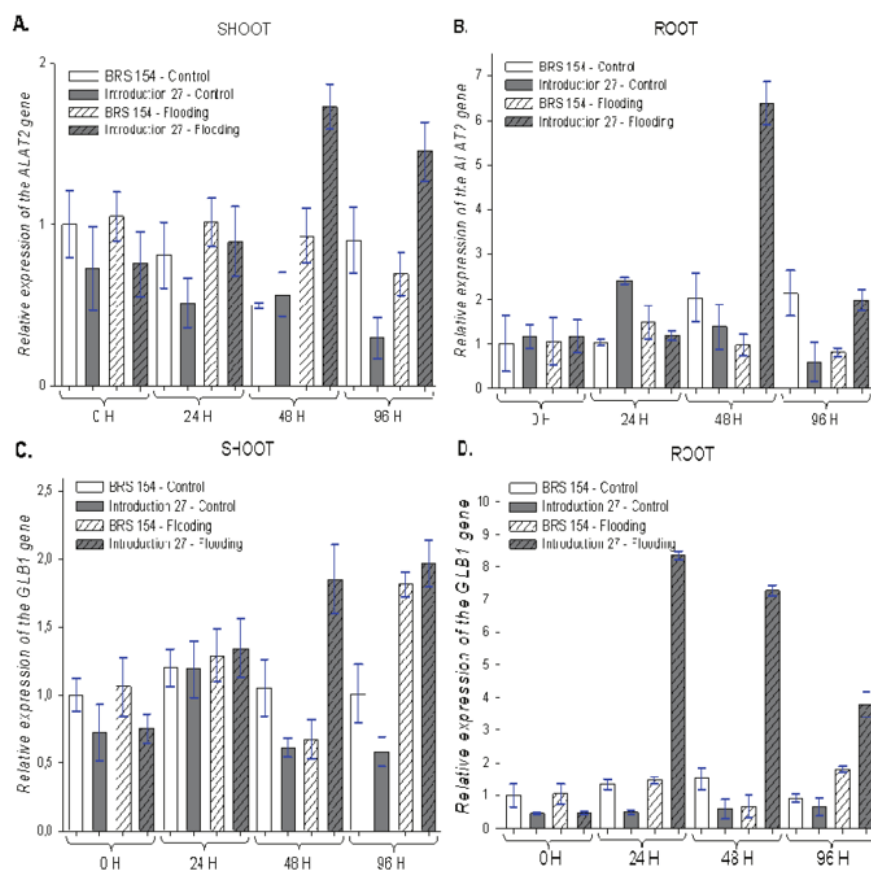 A.
SHOOT
Relative expression of the ALAT2 gene
2
1
0
BRS 154 - Control
Introduction 27 - Control
BRS 154 - Flooding
Introduction 27 - Flooding
0 H
24 H
48 H
96 H
B.
ROOT
Relative expression of the ALAT2 gene
7
6
5
4
3
2
1
0
BRS 154 - Control
Introduction 27 - Control
BRS 154 - Flooding
Introduction 27 - Flooding
0 H
24 H
48 H
96 H
C.
SHOOT
Relative expression of the GLB1 gene
2,5
2,0
1,5
1,0
0,5
0,0
BRS 154 - Control
Introduction 27 - Control
BRS 154 - Flooding
Introduction 27 - Flooding
0 H
24 H
48 H
96 H
D.
ROOT
Relative expression of the GLB1 gene
10
9
8
7
6
5
4
3
2
1
0
BRS 154 - Control
Introduction 27 - Control
BRS 154 - Flooding
Introduction 27 - Flooding
0 H
24 H
48 H
96 H